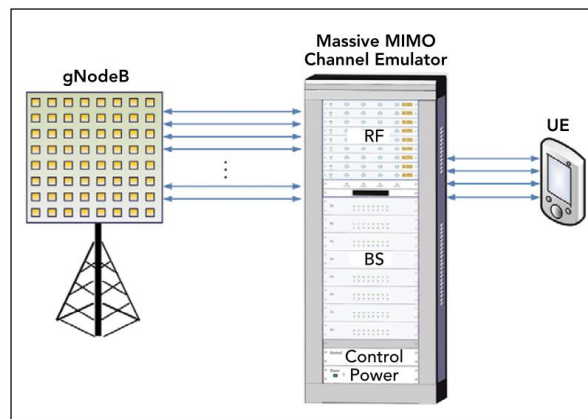 Massive MIMO
Channel Emulator
gNodeB
RF
UE
BS
Control
Power